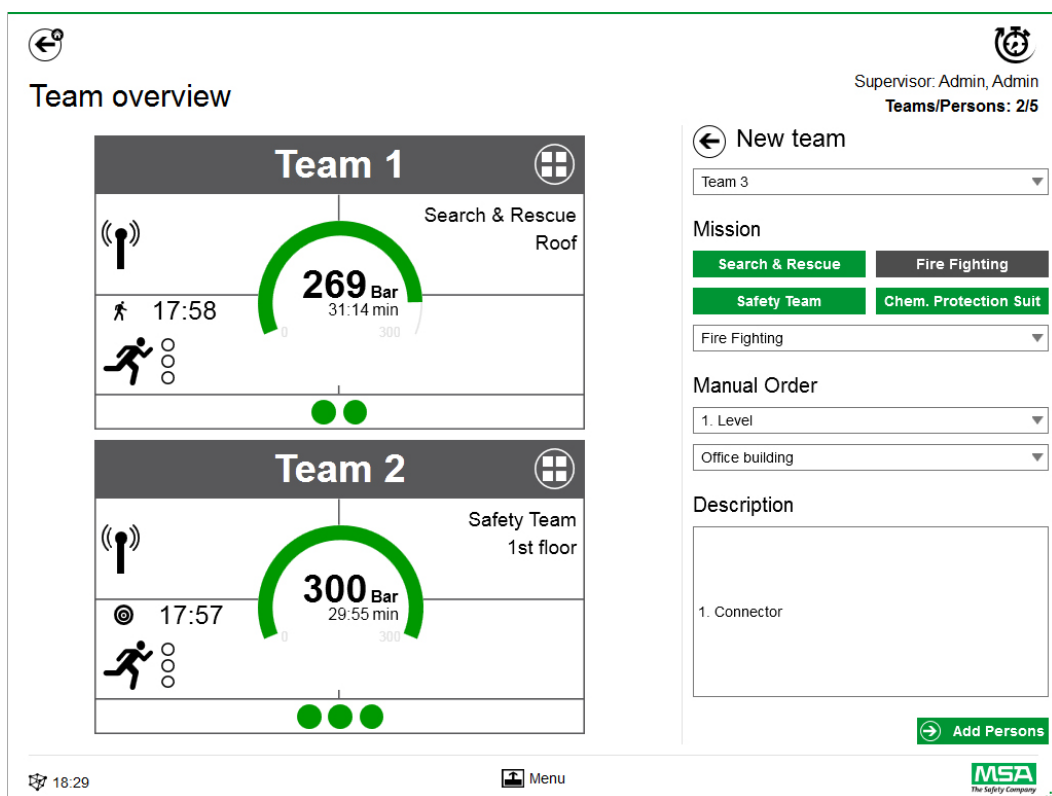 Supervisor: Admin, Admin
Team overview
Teams/Persons: 2/5
Team 1
Search & Rescue
Roof
269 Bar
31:14 min
17:58
0 300
Team 2
Safety Team
1st floor
300 Bar
29:55 min
17:57
0 300
New team
Team 3
Mission
Search & Rescue Fire Fighting
Safety Team Chem. Protection Suit
Fire Fighting
Manual Order
1. Level
Office building
Description
1. Connector
Add Persons
18:29
Menu
MSA
The Safety Company